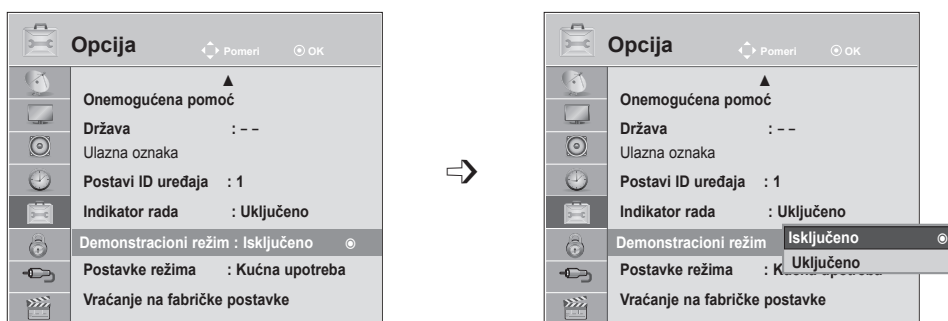 Opcija Pomeri OK
▲
Onemogućena pomoć
Država : – –
Ulazna oznaka
Postavi ID uređaja : 1
Indikator rada : Uključeno
Demonstracioni režim : Isključeno
Postavke režima : Kućna upotreba
Vraćanje na fabričke postavke
Opcija Pomeri OK
▲
Onemogućena pomoć
Država : – –
Ulazna oznaka
Postavi ID uređaja : 1
Indikator rada : Uključeno
Demonstracioni režim
Isključeno
Uključeno
Postavke režima : Kućna upotreba
Vraćanje na fabričke postavke